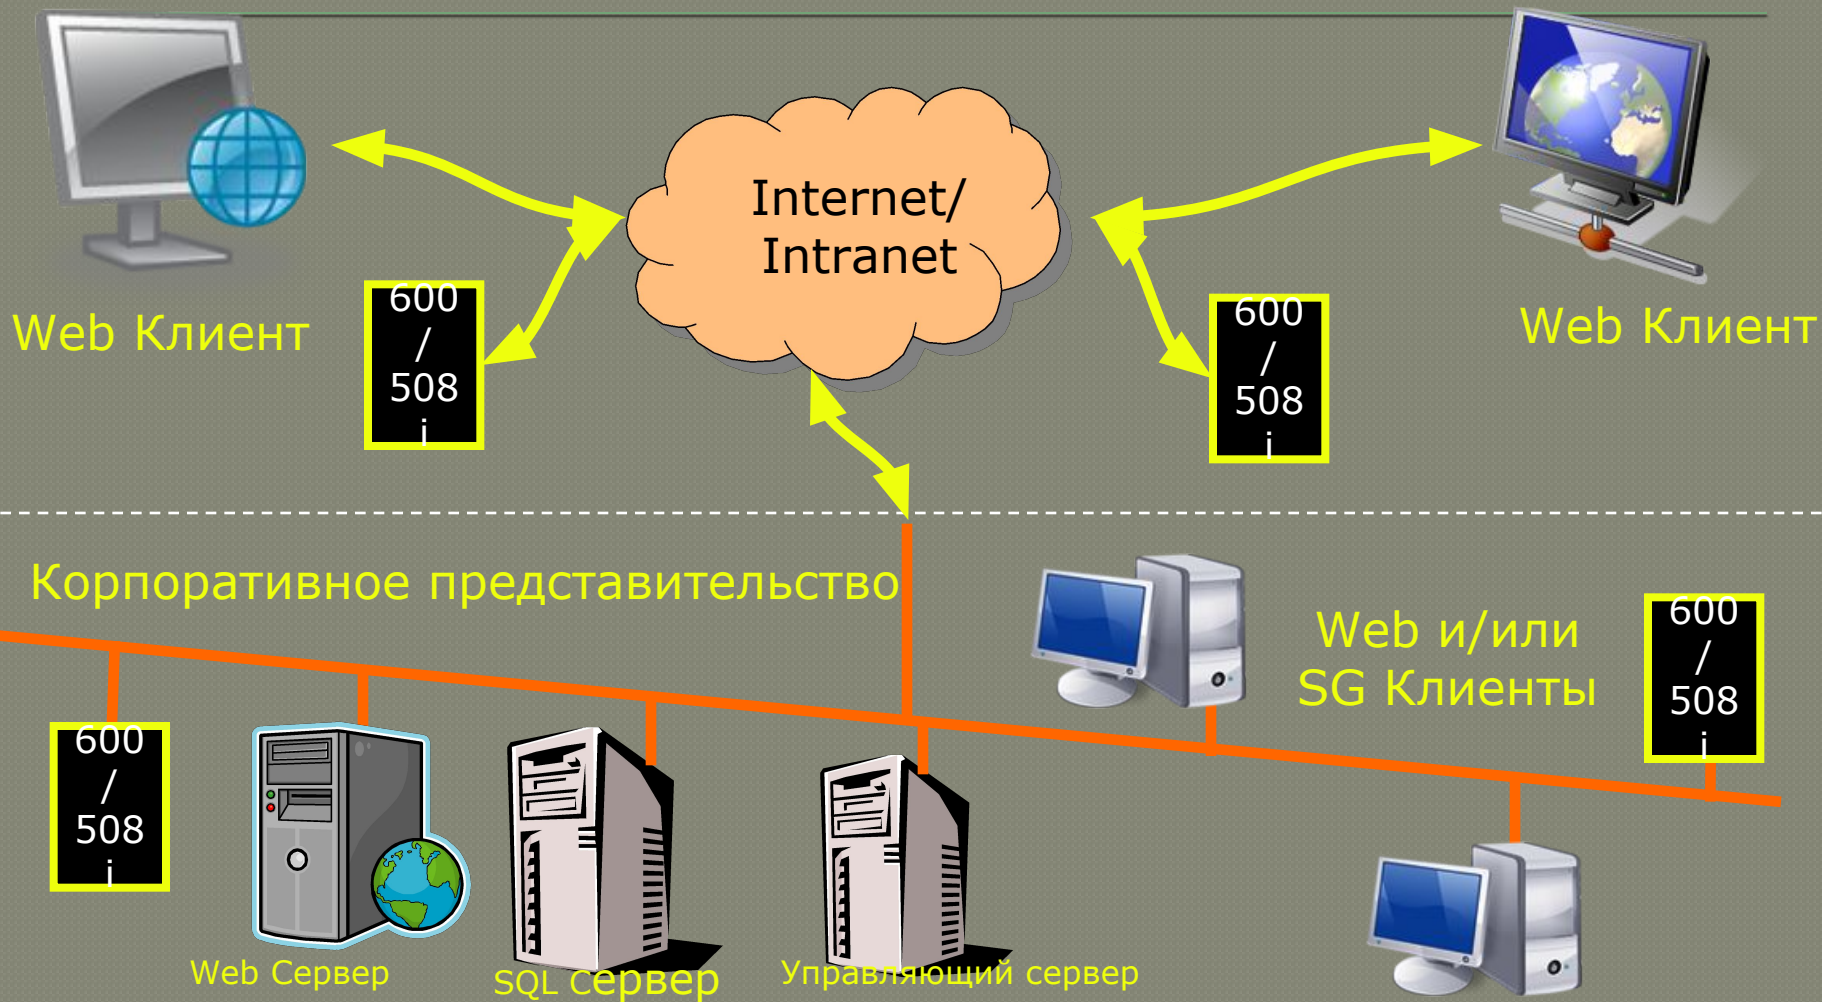 Internet/
Intranet
Web Клиент
600
/
508
i
600
/
508
i
Web Клиент
Корпоративное представительство
Web и/или
SG Клиенты
600
/
508
i
600
/
508
i
Web Сервер
SQL Сервер
Управляющий сервер